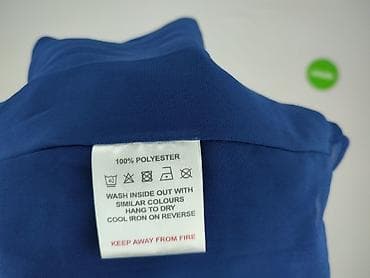 100% POLYESTER
40
WASH INSIDE OUT WITH
SIMILAR COLOURS
HANG TO DRY
COOL IRON ON REVERSE
KEEP AWAY FROM FIRE